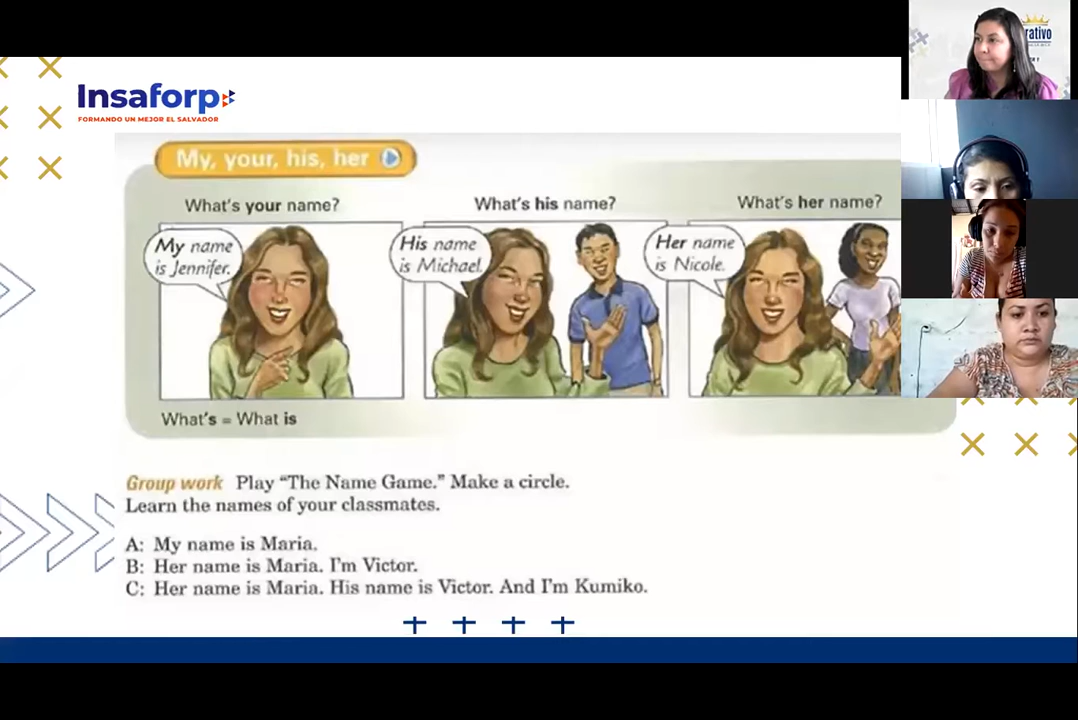 Insaforp
FORMANDO UN MEJOR EL SALVADOR
My, your, his, her
What's your name?
My name
is Jennifer.
What's his name?
His name
is Michael.
What's her name?
Her name
is Nicole.
What's = What is
Group work Play “The Name Game.” Make a circle.
Learn the names of your classmates.
A: My name is Maria.
B: Her name is Maria. I'm Victor.
C: Her name is Maria. His name is Victor. And I'm Kumiko.
rativo